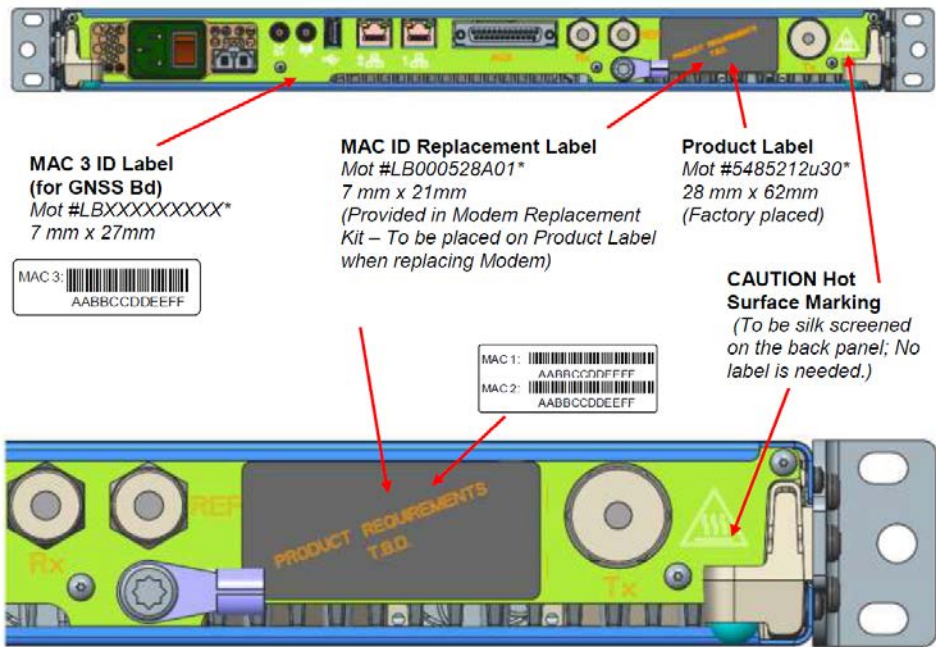 REF
AUX
Rx
Tx
PRODUCT REQUIREMENTS
T.B.D.
MAC 3 ID Label
(for GNSS Bd)
Mot #LBXXXXXXXXX*
7 mm x 27mm
MAC 3:
AABBCCDDEEFF
MAC ID Replacement Label
Mot #LB000528A01*
7 mm x 21mm
(Provided in Modem Replacement
Kit – To be placed on Product Label
when replacing Modem)
Product Label
Mot #5485212u30*
28 mm x 62mm
(Factory placed)
CAUTION Hot
Surface Marking
(To be silk screened
on the back panel; No
label is needed.)
MAC 1:
AABBCCDDEEFF
MAC 2:
AABBCCDDEEFF
REF
Rx
PRODUCT REQUIREMENTS
T.B.D.
Tx